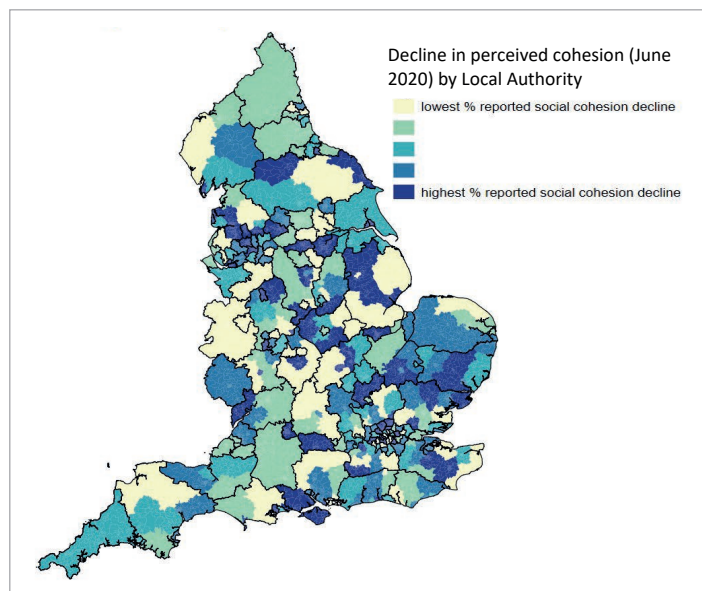 Decline in perceived cohesion (June
2020) by Local Authority
lowest % reported social cohesion decline
highest % reported social cohesion decline